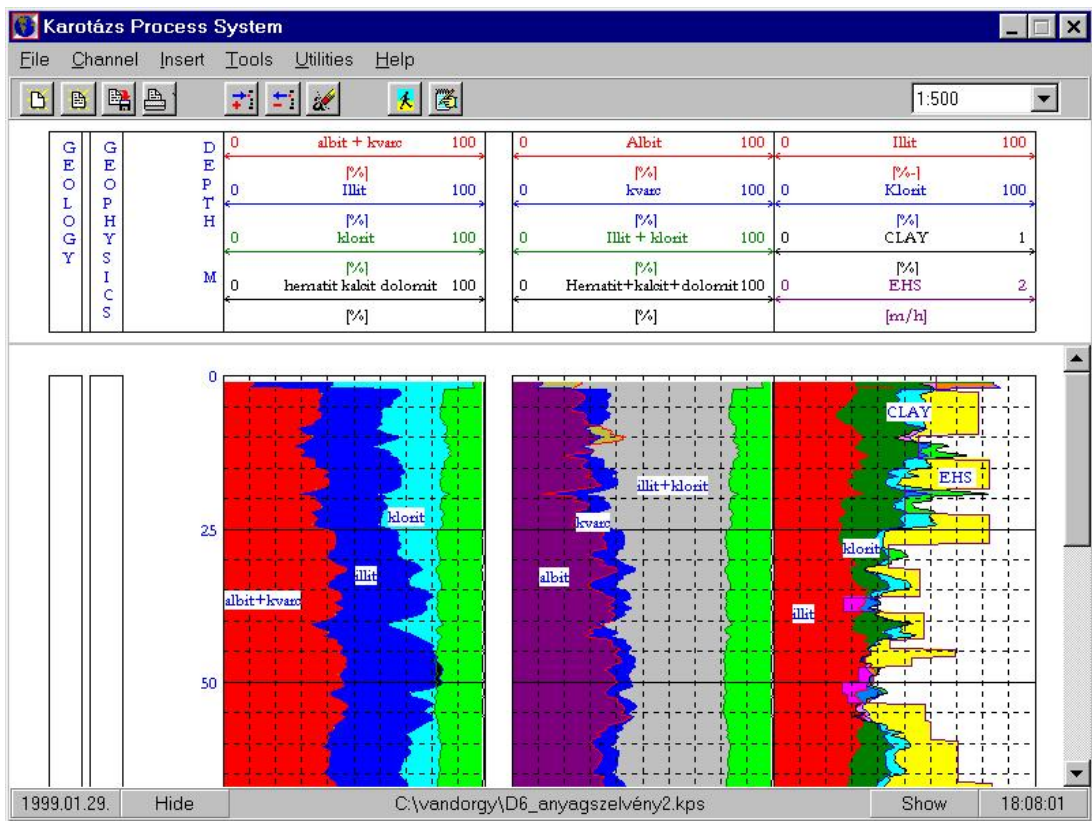 Karotázs Process System
File Channel Insert Tools Utilities Help
1:500
GEOLOGY
GEOPHYSICS
DEPTH M
0 albit + kvarc 100
[%]
0 Illit 100
[%]
0 klorit 100
[%]
0 hematit kalcit dolomit 100
[%]
0 Albit 100
[%]
0 kvarc 100
[%]
0 Illit + klorit 100
[%]
0 Hematit+kalcit+dolomit 100
[%]
0 Illit 100
[%-]
0 Klorit 100
[%]
0 CLAY 1
[%]
0 EHS 2
[m/h]
0
25
50
klorit
illit
albit+kvarc
illit+klorit
kvarc
albit
CLAY
EHS
klorit
illit
1999.01.29. Hide C:\vandorgy\D6_anyagszelvény2.kps Show 18:08:01